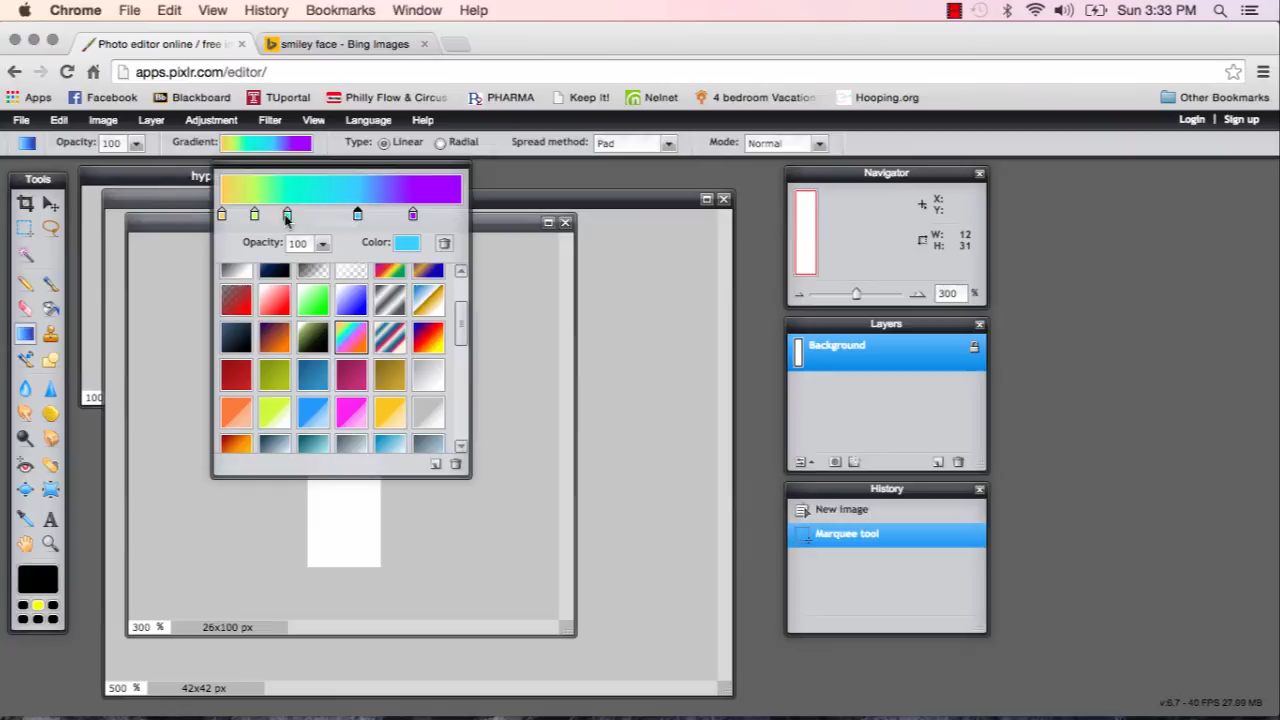 Chrome File Edit View History Bookmarks Window Help Sun 3:33 PM
Photo editor online / free i smiley face - Bing Images
apps.pixlr.com/editor/
Apps Facebook Blackboard TUportal Philly Flow & Circus PHARMA Keep It! Nelnet 4 bedroom Vacation Hooping.org Other Bookmarks
File Edit Image Layer Adjustment Filter View Language Help Login | Sign up
Opacity: 100 Gradient: Type: Linear Radial Spread method: Pad Mode: Normal
Tools hyp Navigator
X:
Y:
W: 12
H: 31
Opacity: 100 Color:
300 %
Layers
Background
100
History
New image
Marquee tool
300 % 26x100 px
500 % 42x42 px
v:6.7 - 40 FPS 27.99 MB